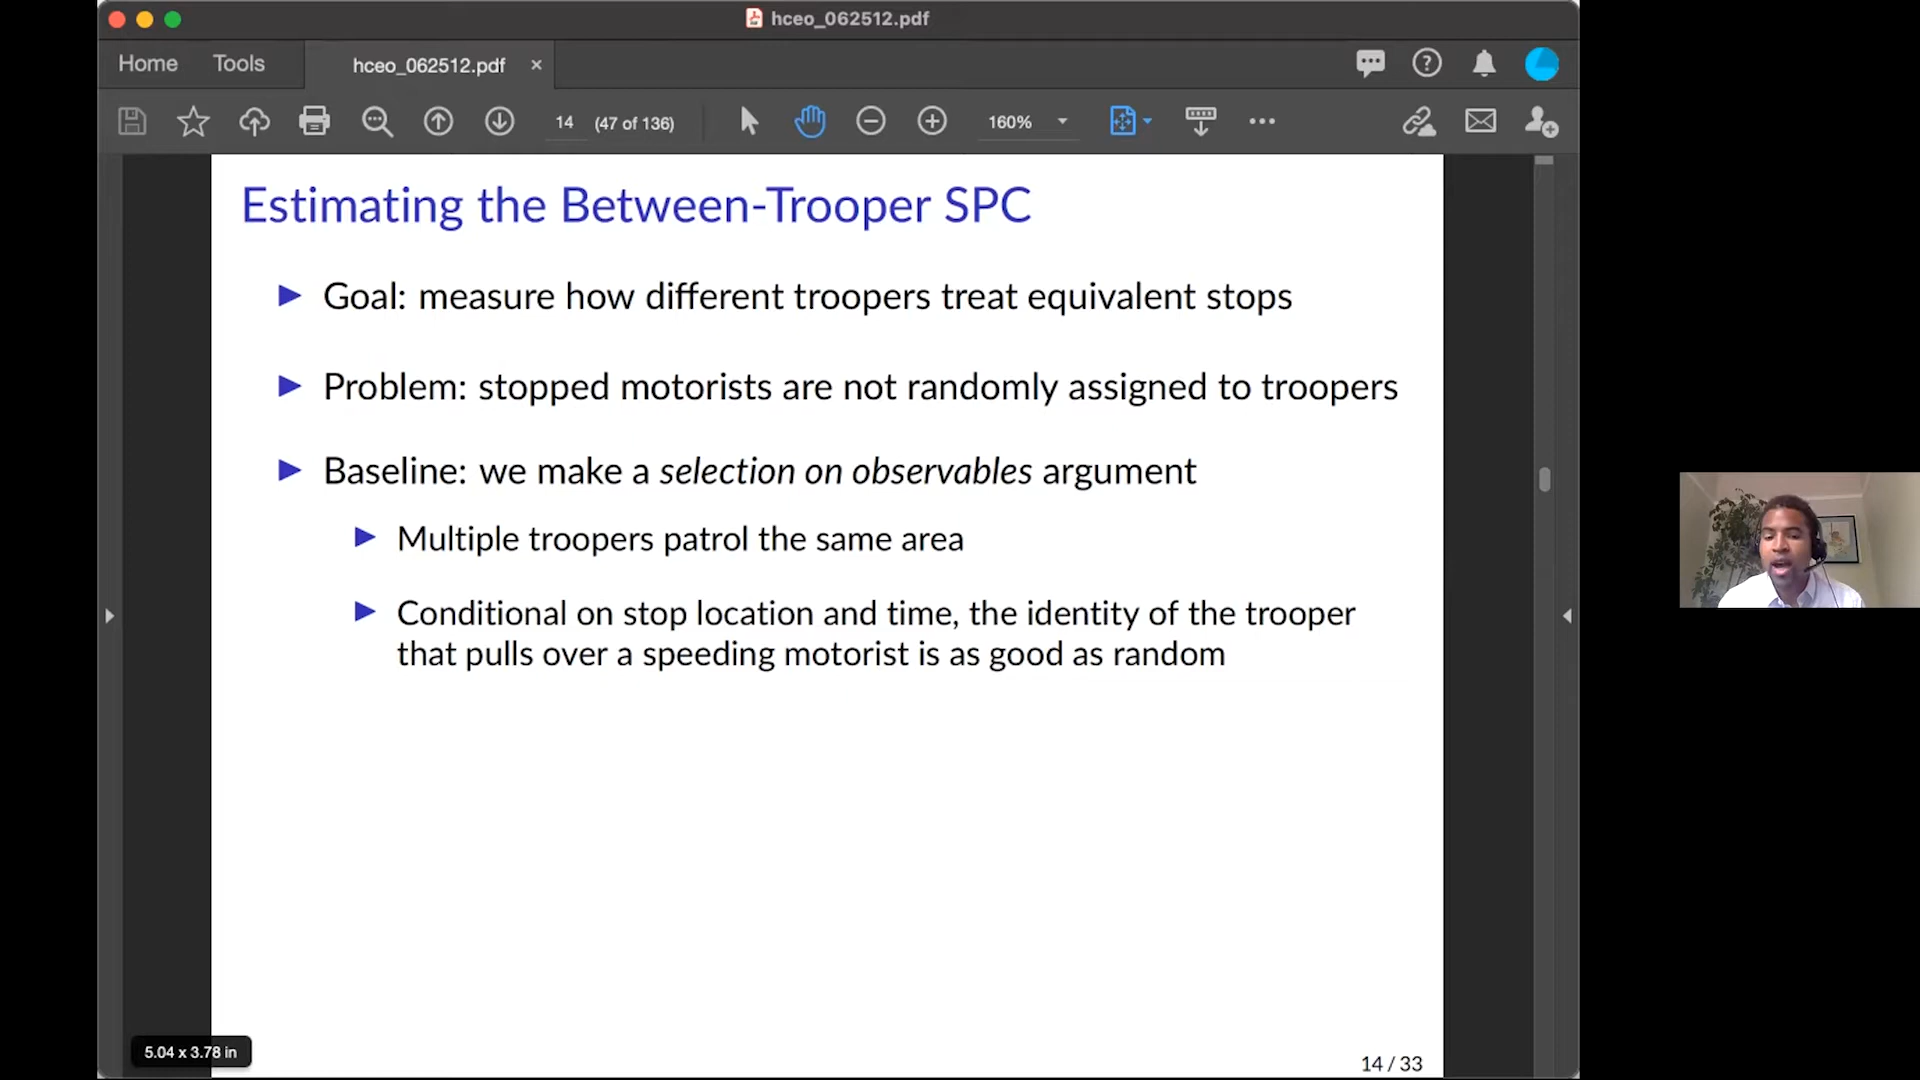 hceo_062512.pdf
Home Tools hceo_062512.pdf ×
14 (47 of 136) 160%
Estimating the Between-Trooper SPC
Goal: measure how different troopers treat equivalent stops
Problem: stopped motorists are not randomly assigned to troopers
Baseline: we make a selection on observables argument
Multiple troopers patrol the same area
Conditional on stop location and time, the identity of the trooper
that pulls over a speeding motorist is as good as random
5.04 x 3.78 in
14 / 33